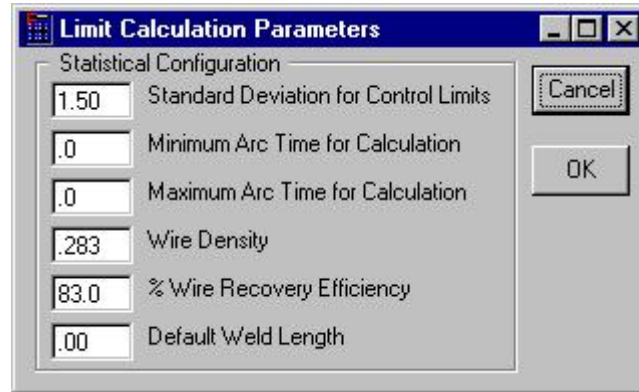 Limit Calculation Parameters
Statistical Configuration
1.50 Standard Deviation for Control Limits
.0 Minimum Arc Time for Calculation
.0 Maximum Arc Time for Calculation
.283 Wire Density
83.0 % Wire Recovery Efficiency
.00 Default Weld Length
Cancel
OK